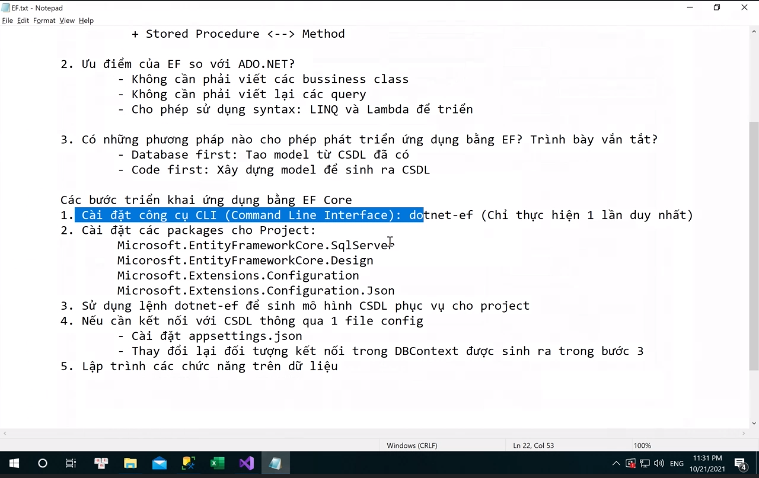 EF.txt - Notepad
File Edit Format View Help
+ Stored Procedure <--> Method
2. Ưu điểm của EF so với ADO.NET?
- Không cần phải viết các bussiness class
- Không cần phải viết lại các query
- Cho phép sử dụng syntax: LINQ và Lambda để triển
3. Có những phương pháp nào cho phép phát triển ứng dụng bằng EF? Trình bày vắn tắt?
- Database first: Tao model từ CSDL đã có
- Code first: Xây dựng model để sinh ra CSDL
Các bước triển khai ứng dụng bằng EF Core
1. Cài đặt công cụ CLI (Command Line Interface): dotnet-ef (Chỉ thực hiện 1 lần duy nhất)
2. Cài đặt các packages cho Project:
Microsoft.EntityFrameworkCore.SqlServer
Micorosft.EntityFrameworkCore.Design
Microsoft.Extensions.Configuration
Microsoft.Extensions.Configuration.Json
3. Sử dụng lệnh dotnet-ef để sinh mô hình CSDL phục vụ cho project
4. Nếu cần kết nối với CSDL thông qua 1 file config
- Cài đặt appsettings.json
- Thay đổi lại đối tượng kết nối trong DBContext được sinh ra trong bước 3
5. Lập trình các chức năng trên dữ liệu
Windows (CRLF) Ln 22, Col 53 100%
ENG 11:31 PM
10/21/2021 4